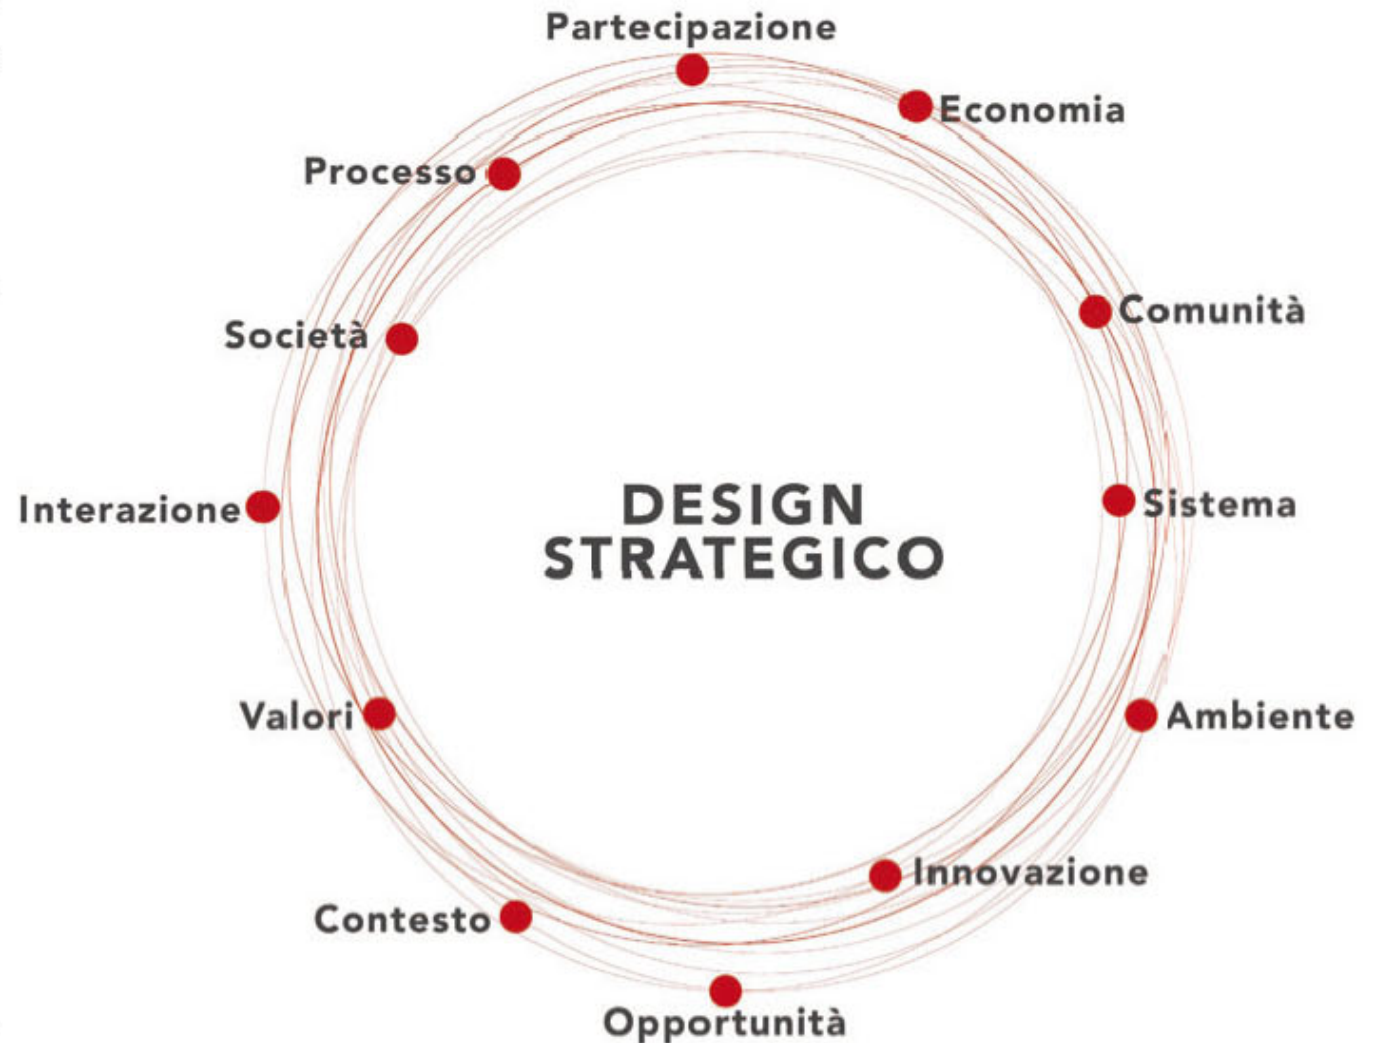 Partecipazione
Economia
Processo
Comunità
Società
DESIGN
STRATEGICO
Interazione
Sistema
Valori
Ambiente
Innovazione
Contesto
Opportunità